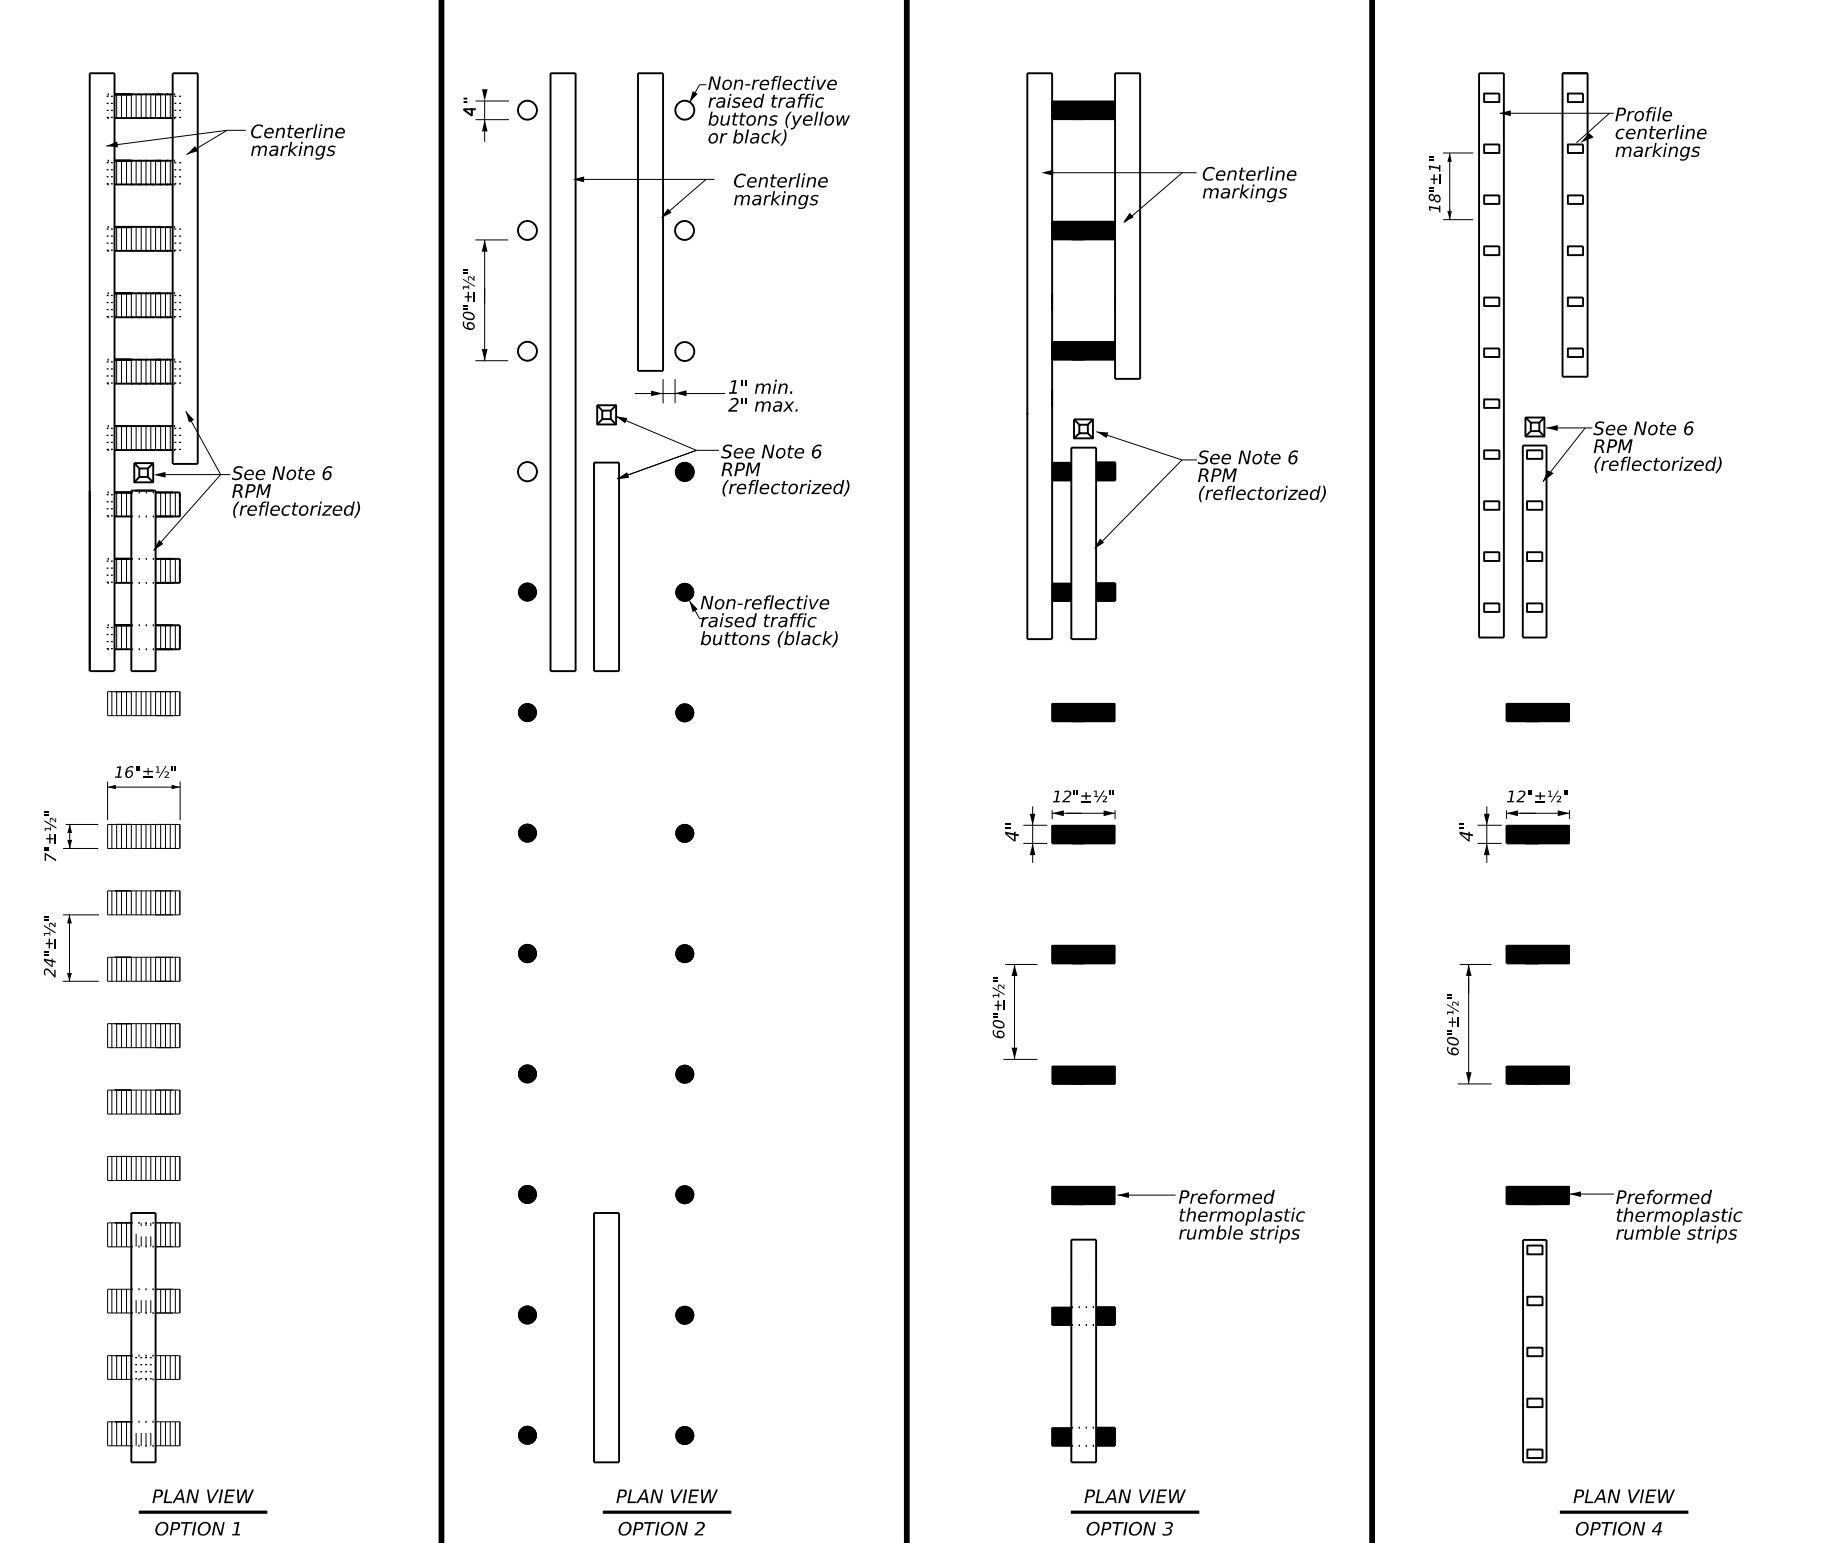 Centerline
markings
See Note 6
RPM
(reflectorized)
16"±½"
7"±½"
24"±½"
PLAN VIEW
OPTION 1
4"
Non-reflective
raised traffic
buttons (yellow
or black)
Centerline
markings
60"±½"
1" min.
2" max.
See Note 6
RPM
(reflectorized)
Non-reflective
raised traffic
buttons (black)
PLAN VIEW
OPTION 2
Centerline
markings
See Note 6
RPM
(reflectorized)
12"±½"
4"
60"±½"
Preformed
thermoplastic
rumble strips
PLAN VIEW
OPTION 3
Profile
centerline
markings
18"±1"
See Note 6
RPM
(reflectorized)
12"±½"
4"
60"±½"
Preformed
thermoplastic
rumble strips
PLAN VIEW
OPTION 4